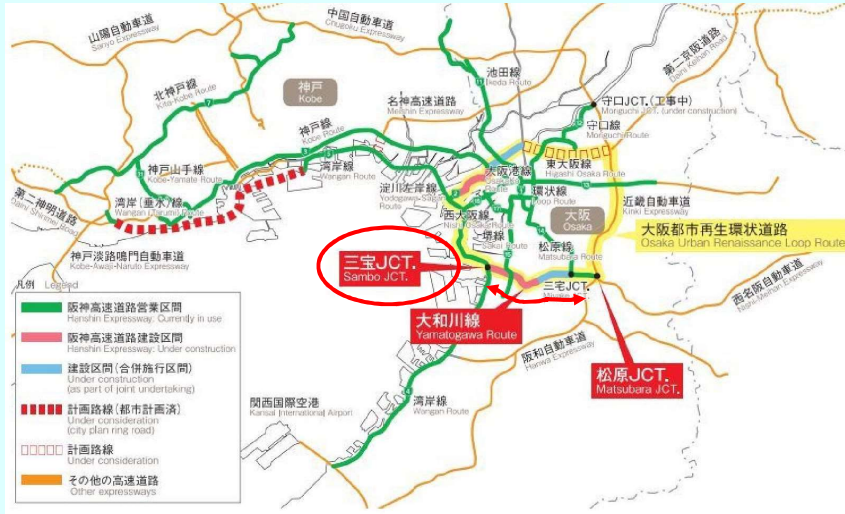 山陽自動車道
Sanyo Expressway
中国自動車道
Chugoku Expressway
第二京阪道路
Daini Keihan Road
池田線
Ikeda Route
北神戸線
Kita-Kobe Route
7
神戸
Kobe
名神高速道路
Meishin Expressway
守口JCT.(工事中)
Moriguchi JCT. (under construction)
守口線
Moriguchi Route
神戸線
Kobe Route
湾岸線
Wangan Route
神戸山手線
Kobe-Yamate Route
大阪港線
東大阪線
Higashi Osaka Route
淀川左岸線
Yodogawa-Sagan
Route
環状線
Loop Route
第二神明道路
Daini Shinmei Road
湾岸(垂水)線
Wangan (Tarumi) Route
西大阪線
Nishi-Osaka Route
大阪
Osaka
近畿自動車道
Kinki Expressway
堺線
Sakai Route
松原線
Matsubara Route
大阪都市再生環状道路
Osaka Urban Renaissance Loop Route
神戸淡路鳴門自動車道
Kobe-Awaji-Naruto Expressway
三宝JCT.
Sambo JCT.
三宅JCT.
西名阪自動車道
Nishi-Meihan Expressway
大和川線
Yamatogawa Route
阪和自動車道
Hanwa Expressway
松原JCT.
Matsubara JCT.
関西国際空港
Kansai International Airport
湾岸線
Wangan Route
凡例 Legend
阪神高速道路営業区間
Hanshin Expressway: Currently in use
阪神高速道路建設区間
Hanshin Expressway: Under construction
建設区間(合併施行区間)
Under construction
(as part of joint undertaking)
計画路線(都市計画済)
Under consideration
(city plan ring road)
計画路線
Under consideration
その他の高速道路
Other expressways